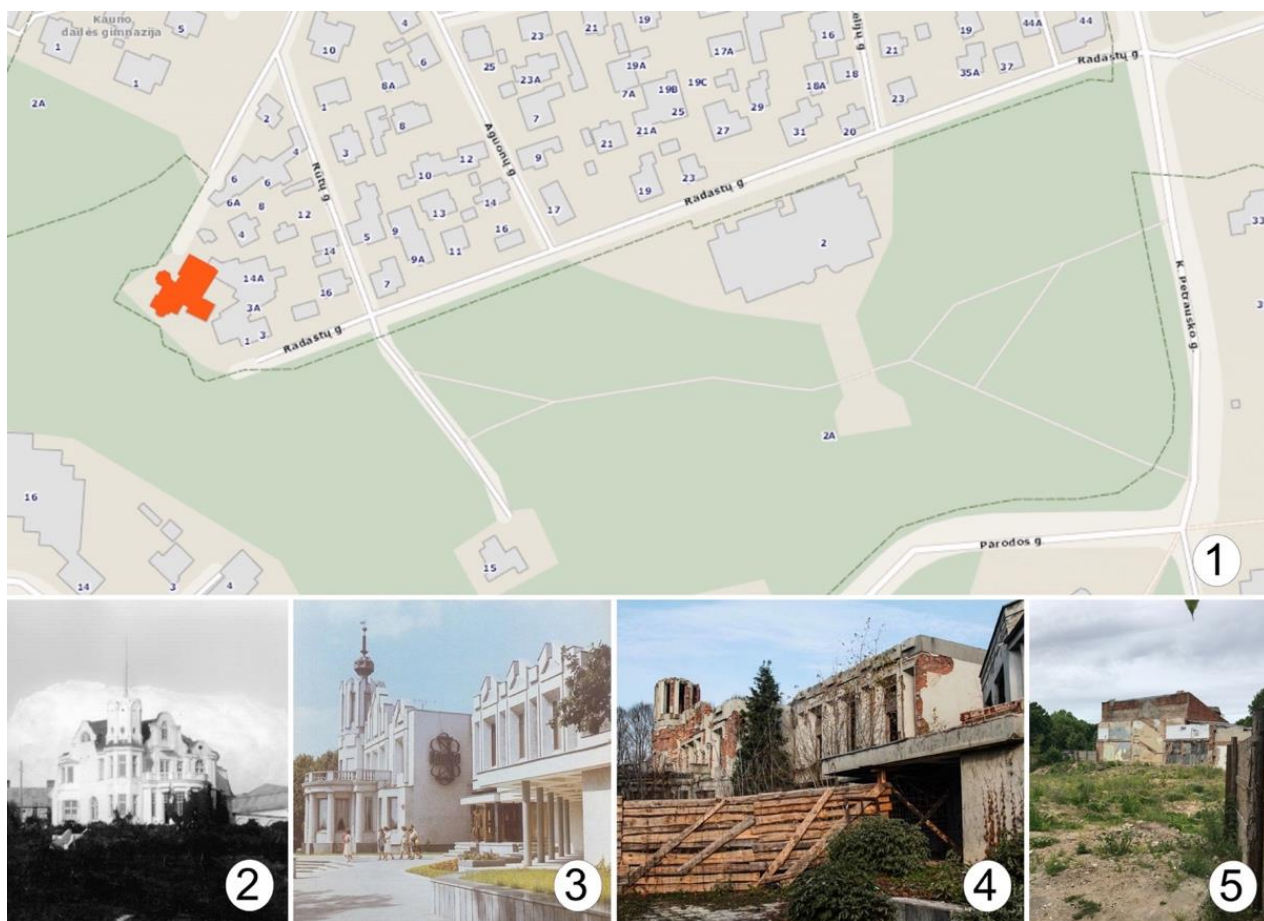 Kauno
dailės gimnazija
5
4
23
21
19
elijų g.
16
19
44A
44
1
1
10
6
25
17A
21
2A
8A
23A
19A
19C
18
35A
37
Radastų g.
2
1
7A
19B
25
18A
23
29
8
7
21A
27
31
20
Rūtų g.
4
3
Aguonų g.
12
9
21
6
6
10
23
6A
8
12
13
14
17
19
Radastų g.
4
5
9
11
16
2
33
14
9A
14A
16
7
3A
1
3
Radastų g.
K. Petrausko g.
2A
16
15
Parodos g.
14
3
4
1
2
3
4
5